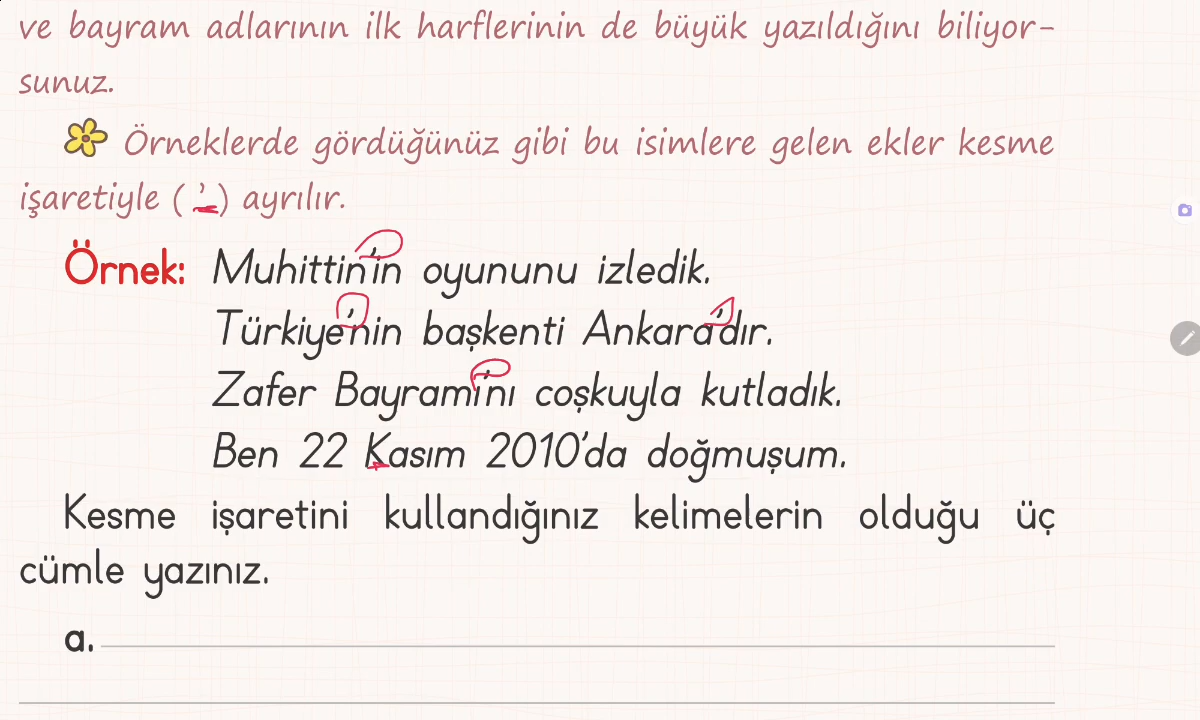 ve bayram adlarının ilk harflerinin de büyük yazıldığını biliyor-
sunuz.
Örneklerde gördüğünüz gibi bu isimlere gelen ekler kesme
işaretiyle ( ’ ) ayrılır.
Örnek: Muhittin’in oyununu izledik.
Türkiye’nin başkenti Ankara’dır.
Zafer Bayramı’nı coşkuyla kutladık.
Ben 22 Kasım 2010’da doğmuşum.
Kesme işaretini kullandığınız kelimelerin olduğu üç
cümle yazınız.
a.